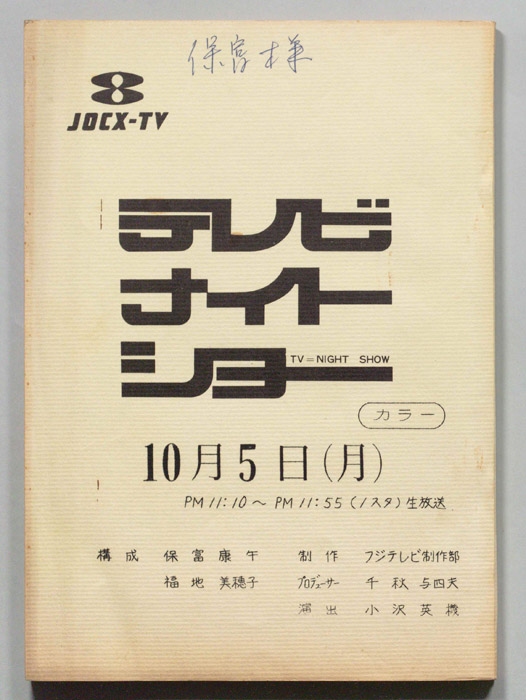 保富様
8
JOCX-TV
テレビ
ナイト
ショー
TV=NIGHT SHOW
カラー
10月5日(月)
PM 11:10〜PM 11:55 (1スタ) 生放送
構成 保富康午 制作 フジテレビ制作部
福地美穂子 プロデューサー 千秋与四夫
演出 小沢英機